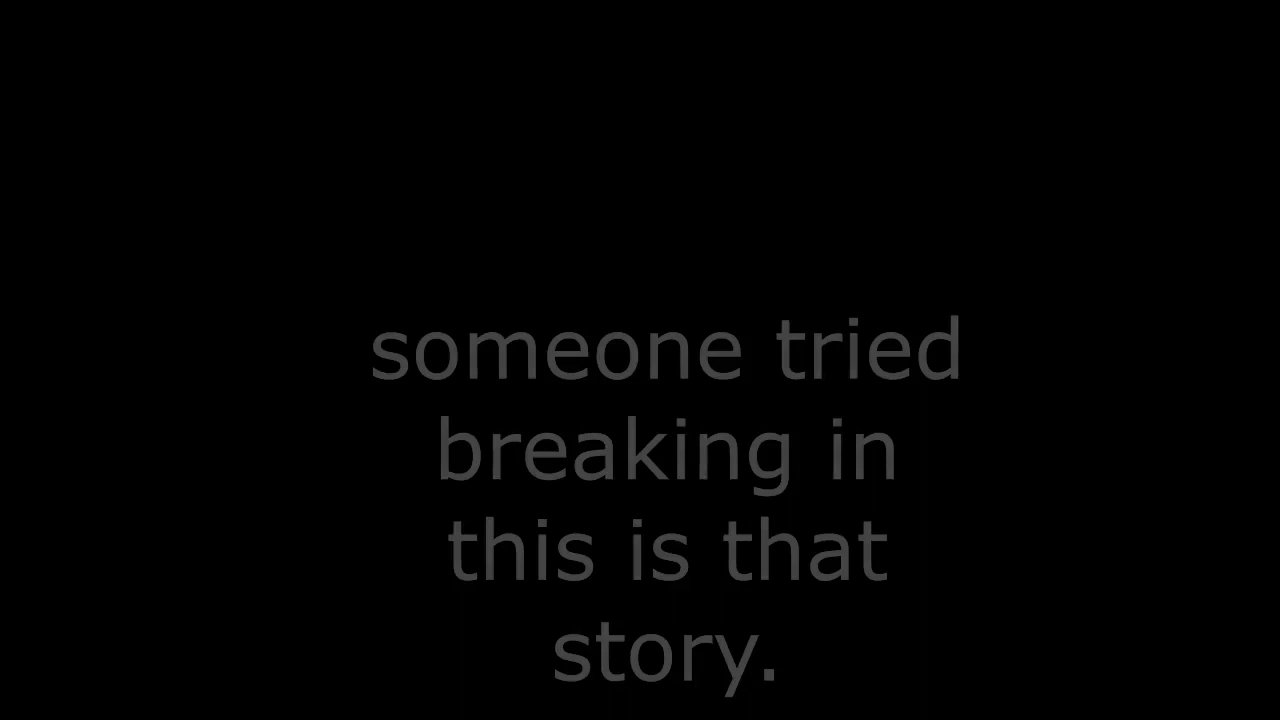 someone tried
breaking in
this is that
story.